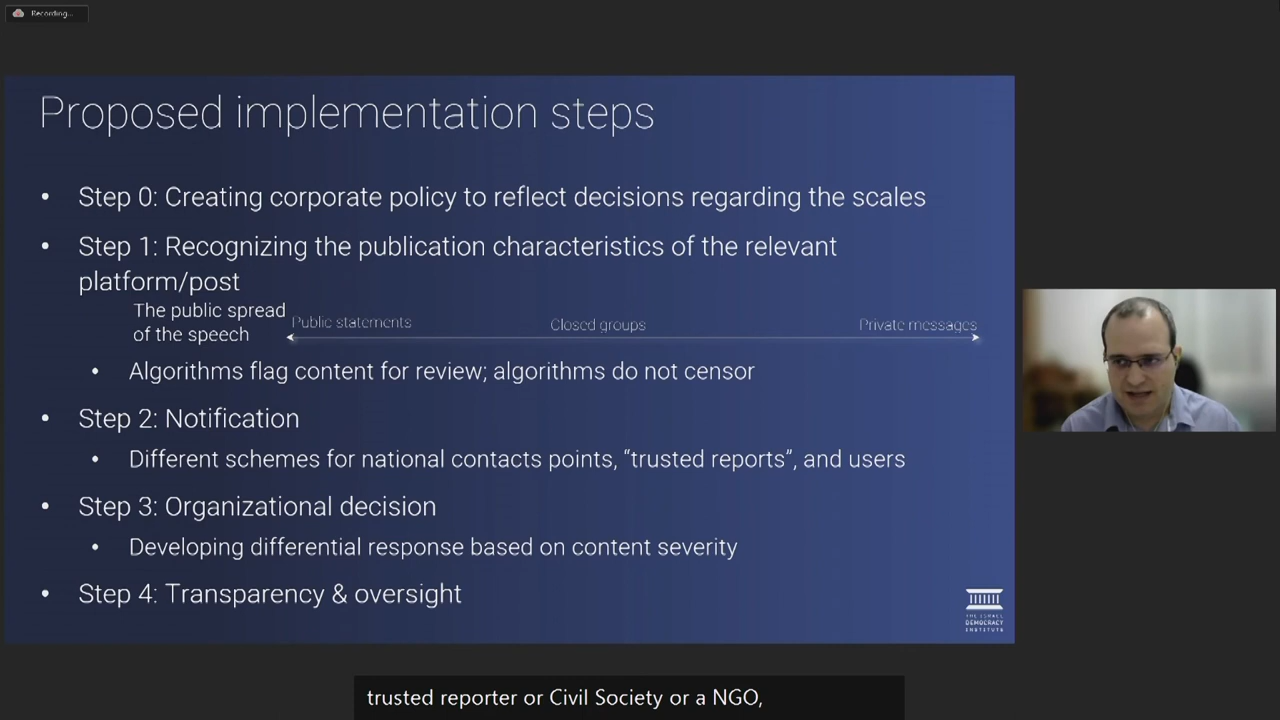 Recording...
Proposed implementation steps
• Step 0: Creating corporate policy to reflect decisions regarding the scales
• Step 1: Recognizing the publication characteristics of the relevant
platform/post
The public spread
of the speech
Public statements
Closed groups
Private messages
• Algorithms flag content for review; algorithms do not censor
• Step 2: Notification
• Different schemes for national contacts points, “trusted reports”, and users
• Step 3: Organizational decision
• Developing differential response based on content severity
• Step 4: Transparency & oversight
THE ISRAEL
DEMOCRACY
INSTITUTE
trusted reporter or Civil Society or a NGO,